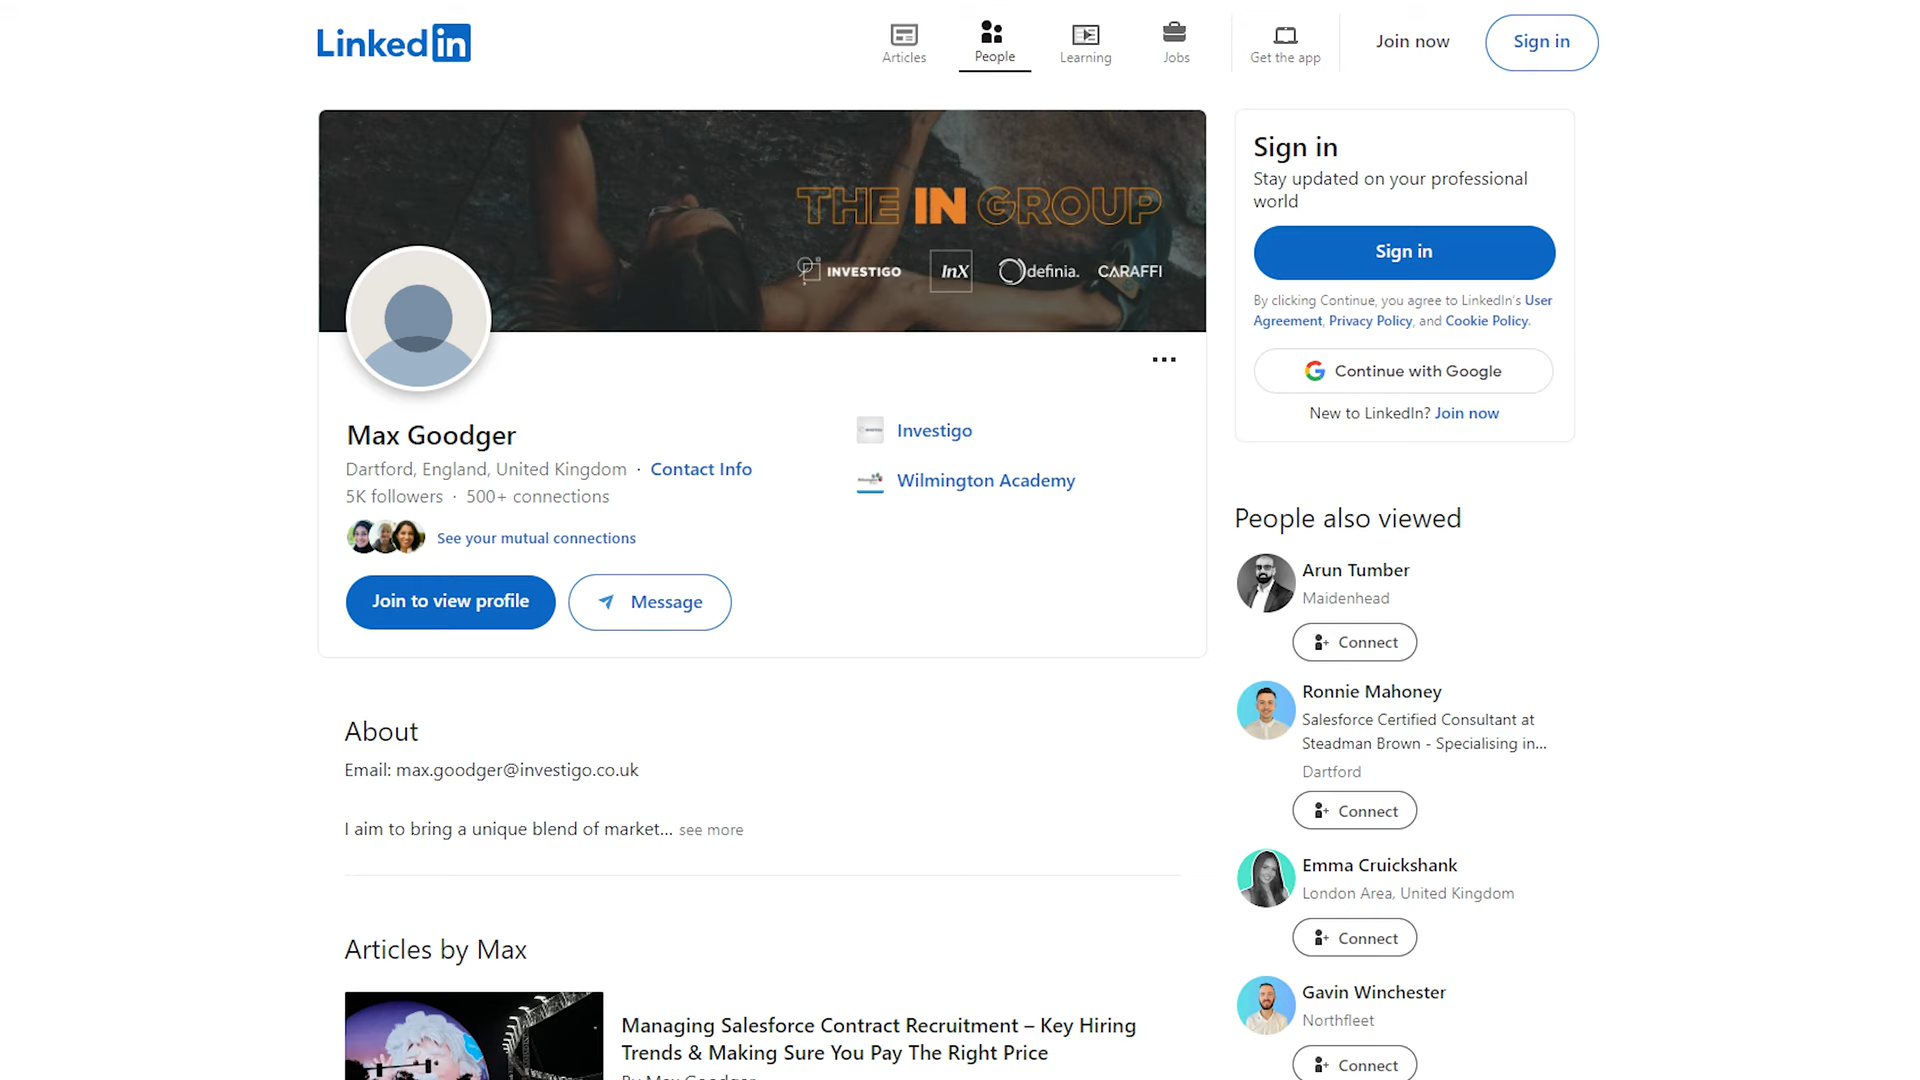 Linked in
Articles
People
Learning
Jobs
Get the app
Join now
Sign in
THE IN GROUP
INVESTIGO
InX
definia.
CARAFFI
Max Goodger
Dartford, England, United Kingdom · Contact Info
5K followers · 500+ connections
See your mutual connections
Join to view profile
Message
Investigo
Wilmington Academy
About
Email: max.goodger@investigo.co.uk
I aim to bring a unique blend of market... see more
Articles by Max
Managing Salesforce Contract Recruitment – Key Hiring
Trends & Making Sure You Pay The Right Price
By Max Goodger
Sign in
Stay updated on your professional
world
Sign in
By clicking Continue, you agree to LinkedIn's User
Agreement, Privacy Policy, and Cookie Policy.
Continue with Google
New to LinkedIn? Join now
People also viewed
Arun Tumber
Maidenhead
Connect
Ronnie Mahoney
Salesforce Certified Consultant at
Steadman Brown - Specialising in...
Dartford
Connect
Emma Cruickshank
London Area, United Kingdom
Connect
Gavin Winchester
Northfleet
Connect